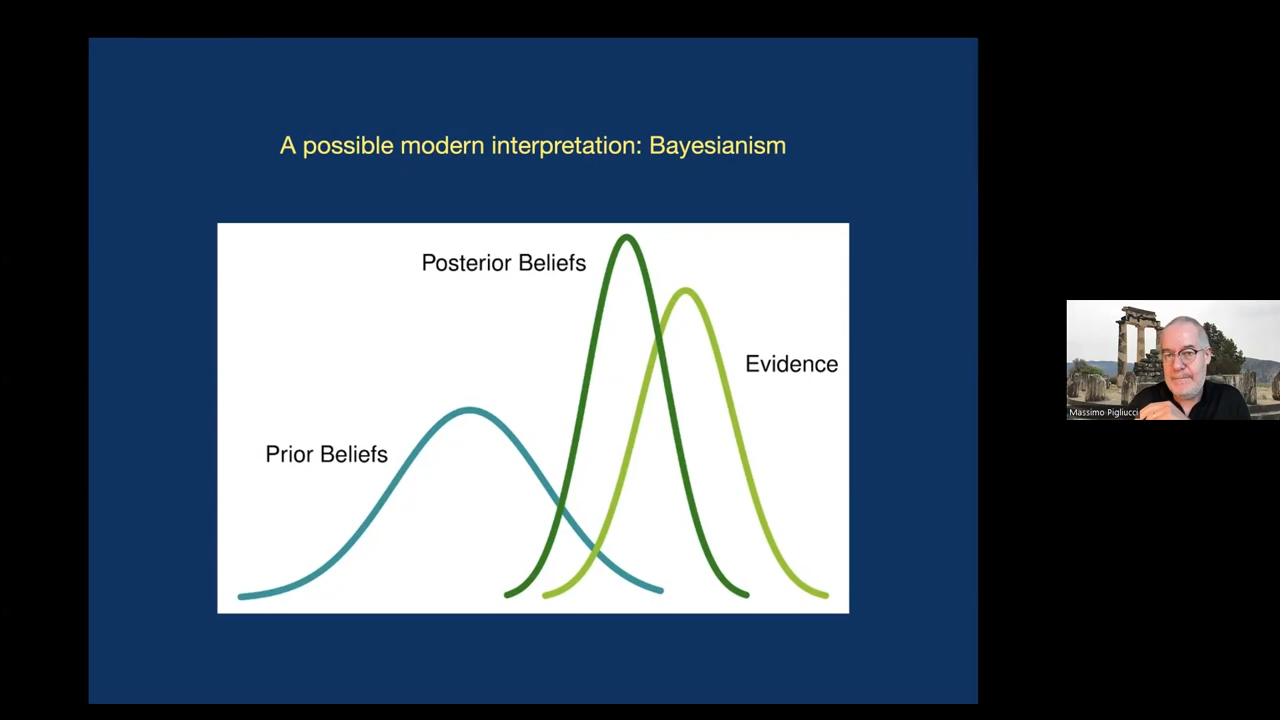 A possible modern interpretation: Bayesianism
Posterior Beliefs
Evidence
Prior Beliefs
Massimo Pigliucci